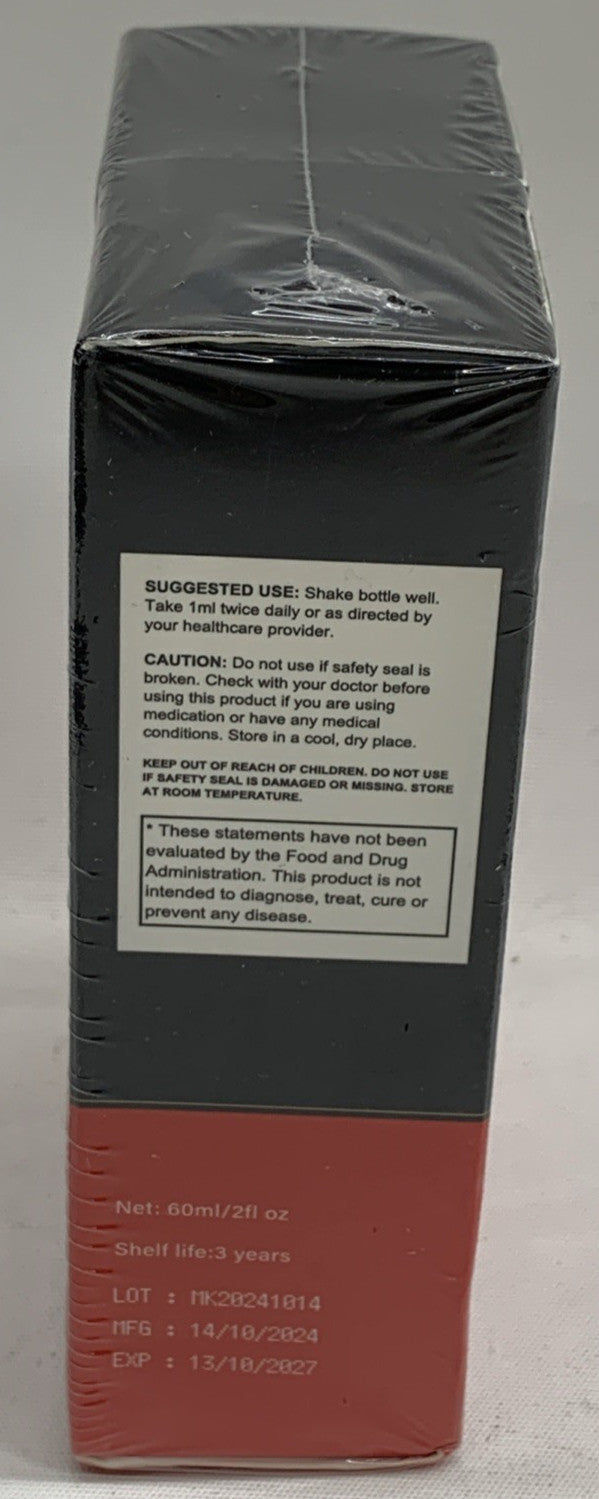 SUGGESTED USE: Shake bottle well.
Take 1ml twice daily or as directed by
your healthcare provider.
CAUTION: Do not use if safety seal is
broken. Check with your doctor before
using this product if you are using
medication or have any medical
conditions. Store in a cool, dry place.
KEEP OUT OF REACH OF CHILDREN. DO NOT USE
IF SAFETY SEAL IS DAMAGED OR MISSING. STORE
AT ROOM TEMPERATURE.
* These statements have not been
evaluated by the Food and Drug
Administration. This product is not
intended to diagnose, treat, cure or
prevent any disease.
Net: 60ml/2fl oz
Shelf life:3 years
LOT : MK20241014
MFG : 14/10/2024
EXP : 13/10/2027